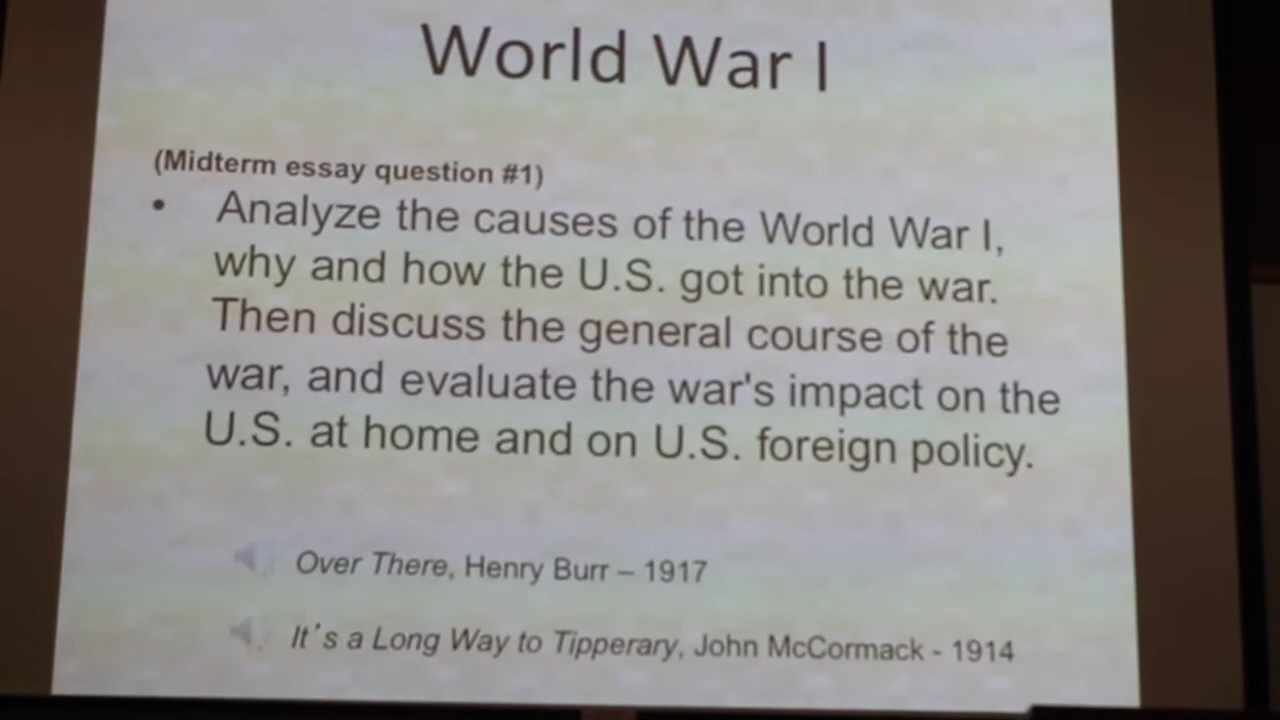 World War I
(Midterm essay question #1)
• Analyze the causes of the World War I,
why and how the U.S. got into the war.
Then discuss the general course of the
war, and evaluate the war's impact on the
U.S. at home and on U.S. foreign policy.
Over There, Henry Burr – 1917
It's a Long Way to Tipperary, John McCormack - 1914